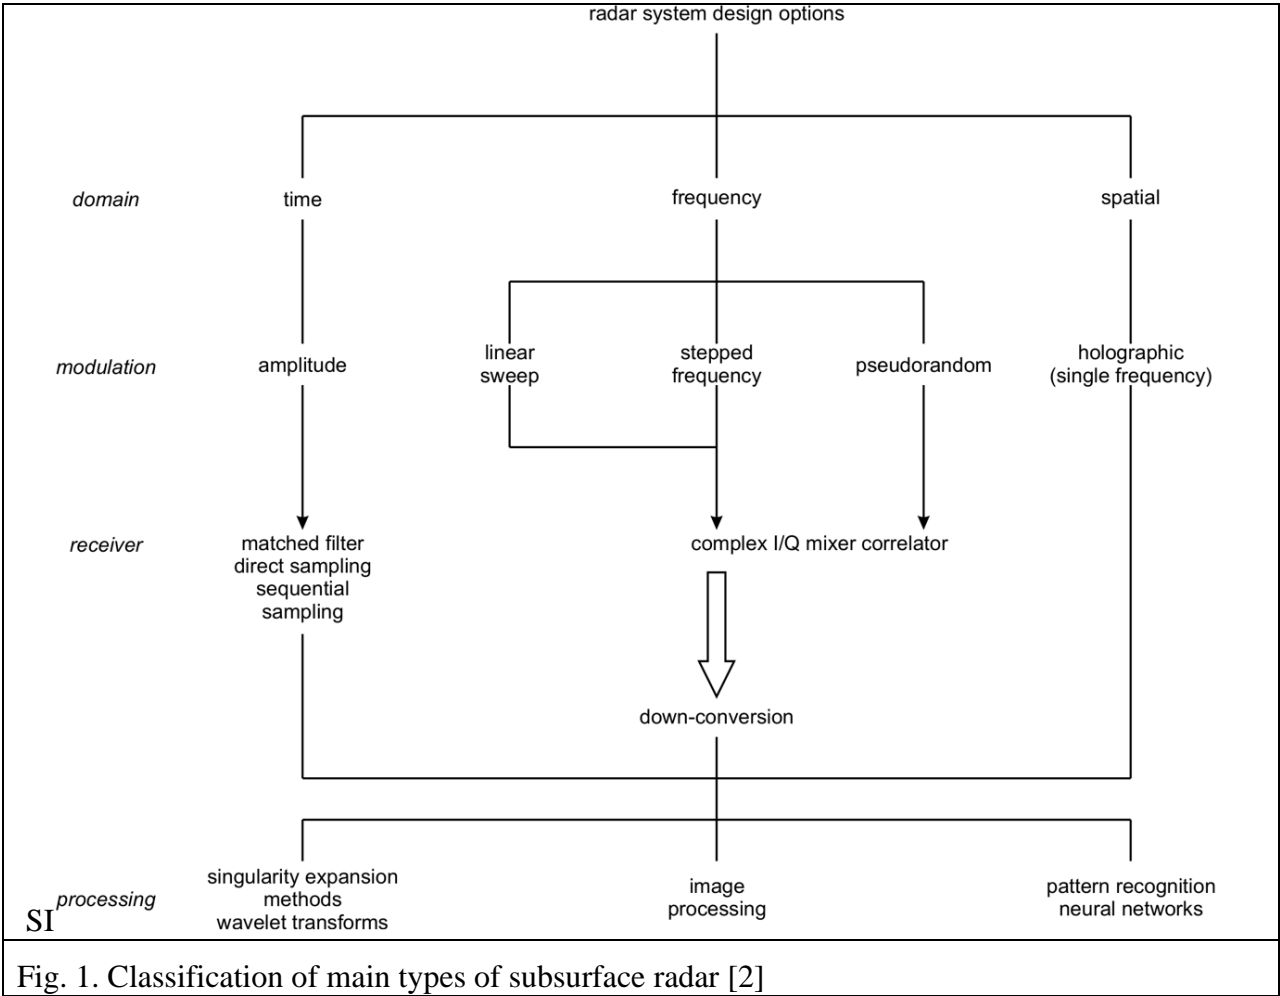 radar system design options
domain
time
frequency
spatial
modulation
amplitude
linear
sweep
stepped
frequency
pseudorandom
holographic
(single frequency)
receiver
matched filter
direct sampling
sequential
sampling
complex I/Q mixer correlator
down-conversion
processing
SI
singularity expansion
methods
wavelet transforms
image
processing
pattern recognition
neural networks
Fig. 1. Classification of main types of subsurface radar [2]